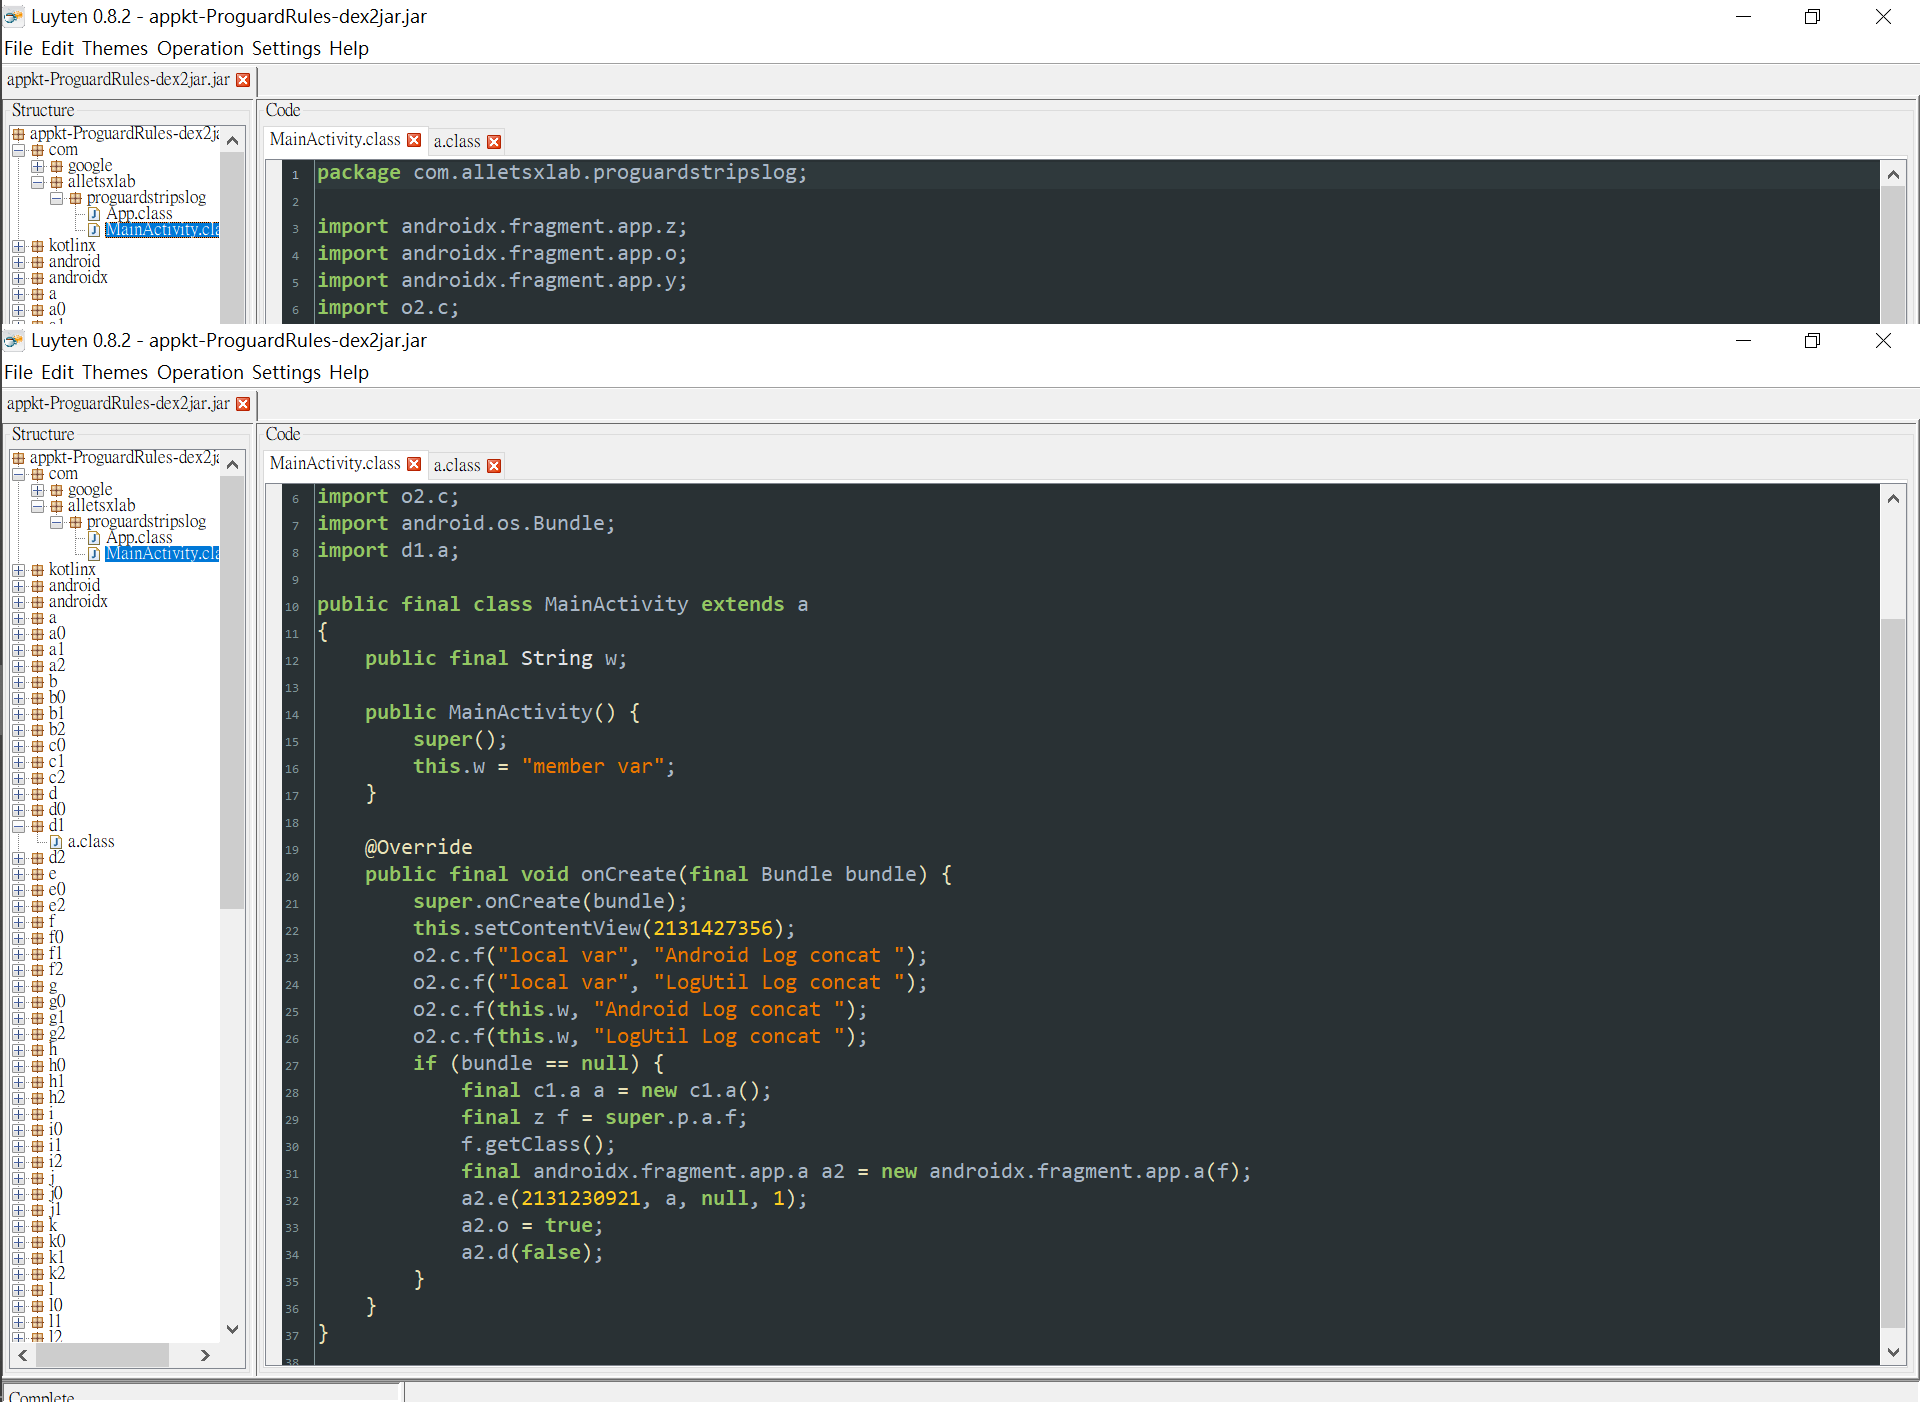 Luyten 0.8.2 - appkt-ProguardRules-dex2jar.jar
File Edit Themes Operation Settings Help
appkt-ProguardRules-dex2jar.jar
Structure
appkt-ProguardRules-dex2ja
com
google
alletsxlab
proguardstripslog
App.class
MainActivity.cla
kotlinx
android
androidx
a
a0
Code
MainActivity.class
a.class
1 package com.alletsxlab.proguardstripslog;
2
3 import androidx.fragment.app.z;
4 import androidx.fragment.app.o;
5 import androidx.fragment.app.y;
6 import o2.c;
Luyten 0.8.2 - appkt-ProguardRules-dex2jar.jar
File Edit Themes Operation Settings Help
appkt-ProguardRules-dex2jar.jar
Structure
appkt-ProguardRules-dex2ja
com
google
alletsxlab
proguardstripslog
App.class
MainActivity.cla
kotlinx
android
androidx
a
a0
a1
a2
b
b0
b1
b2
c0
c1
c2
d
d0
d1
a.class
d2
e
e0
e2
f
f0
f1
f2
g
g0
g1
g2
h
h0
h1
h2
i
i0
i1
i2
j
j0
j1
k
k0
k1
k2
l
l0
l1
l2
Code
MainActivity.class
a.class
6 import o2.c;
7 import android.os.Bundle;
8 import d1.a;
9
10 public final class MainActivity extends a
11 {
12 public final String w;
13
14 public MainActivity() {
15 super();
16 this.w = "member var";
17 }
18
19 @Override
20 public final void onCreate(final Bundle bundle) {
21 super.onCreate(bundle);
22 this.setContentView(2131427356);
23 o2.c.f("local var", "Android Log concat ");
24 o2.c.f("local var", "LogUtil Log concat ");
25 o2.c.f(this.w, "Android Log concat ");
26 o2.c.f(this.w, "LogUtil Log concat ");
27 if (bundle == null) {
28 final c1.a a = new c1.a();
29 final z f = super.p.a.f;
30 f.getClass();
31 final androidx.fragment.app.a a2 = new androidx.fragment.app.a(f);
32 a2.e(2131230921, a, null, 1);
33 a2.o = true;
34 a2.d(false);
35 }
36 }
37 }
38
Complete